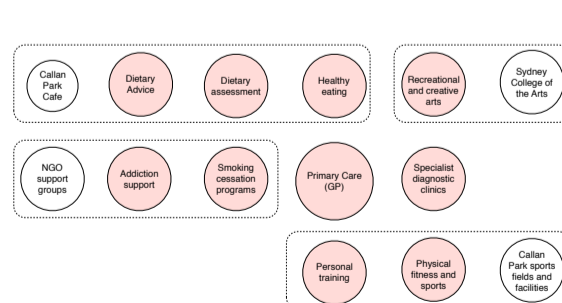 Callan
Park
Cafe
Dietary
Advice
Dietary
assessment
Healthy
eating
Recreational
and creative
arts
Sydney
College of
the Arts
NGO
support
groups
Addiction
support
Smoking
cessation
programs
Primary Care
(GP)
Specialist
diagnostic
clinics
Personal
training
Physical
fitness and
sports
Callan
Park sports
fields and
facilities